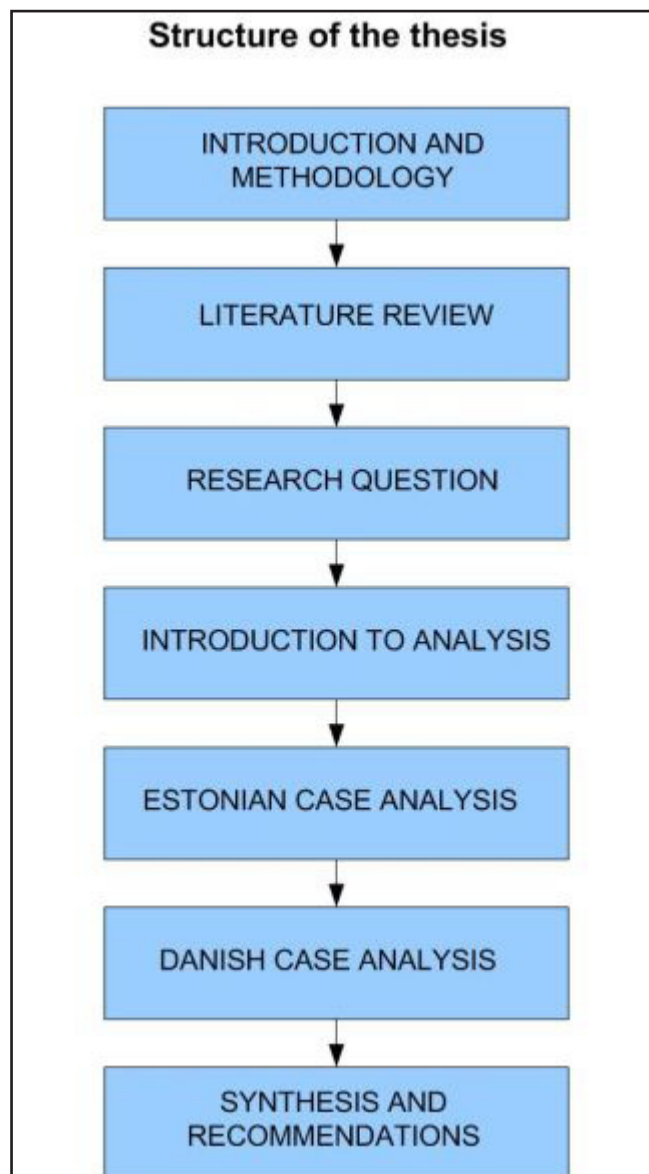 Structure of the thesis
INTRODUCTION AND
METHODOLOGY
LITERATURE REVIEW
RESEARCH QUESTION
INTRODUCTION TO ANALYSIS
ESTONIAN CASE ANALYSIS
DANISH CASE ANALYSIS
SYNTHESIS AND
RECOMMENDATIONS